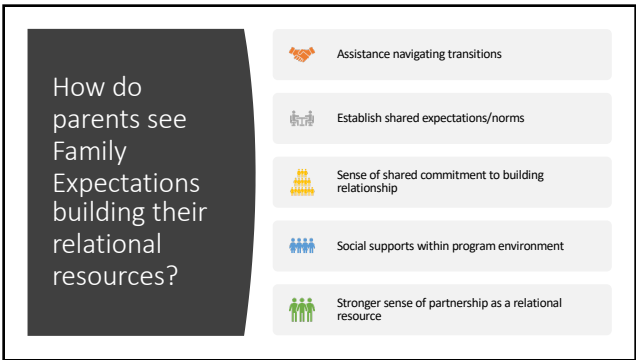 How do
parents see
Family
Expectations
building their
relational
resources?
Assistance navigating transitions
Establish shared expectations/norms
Sense of shared commitment to building
relationship
Social supports within program environment
Stronger sense of partnership as a relational
resource